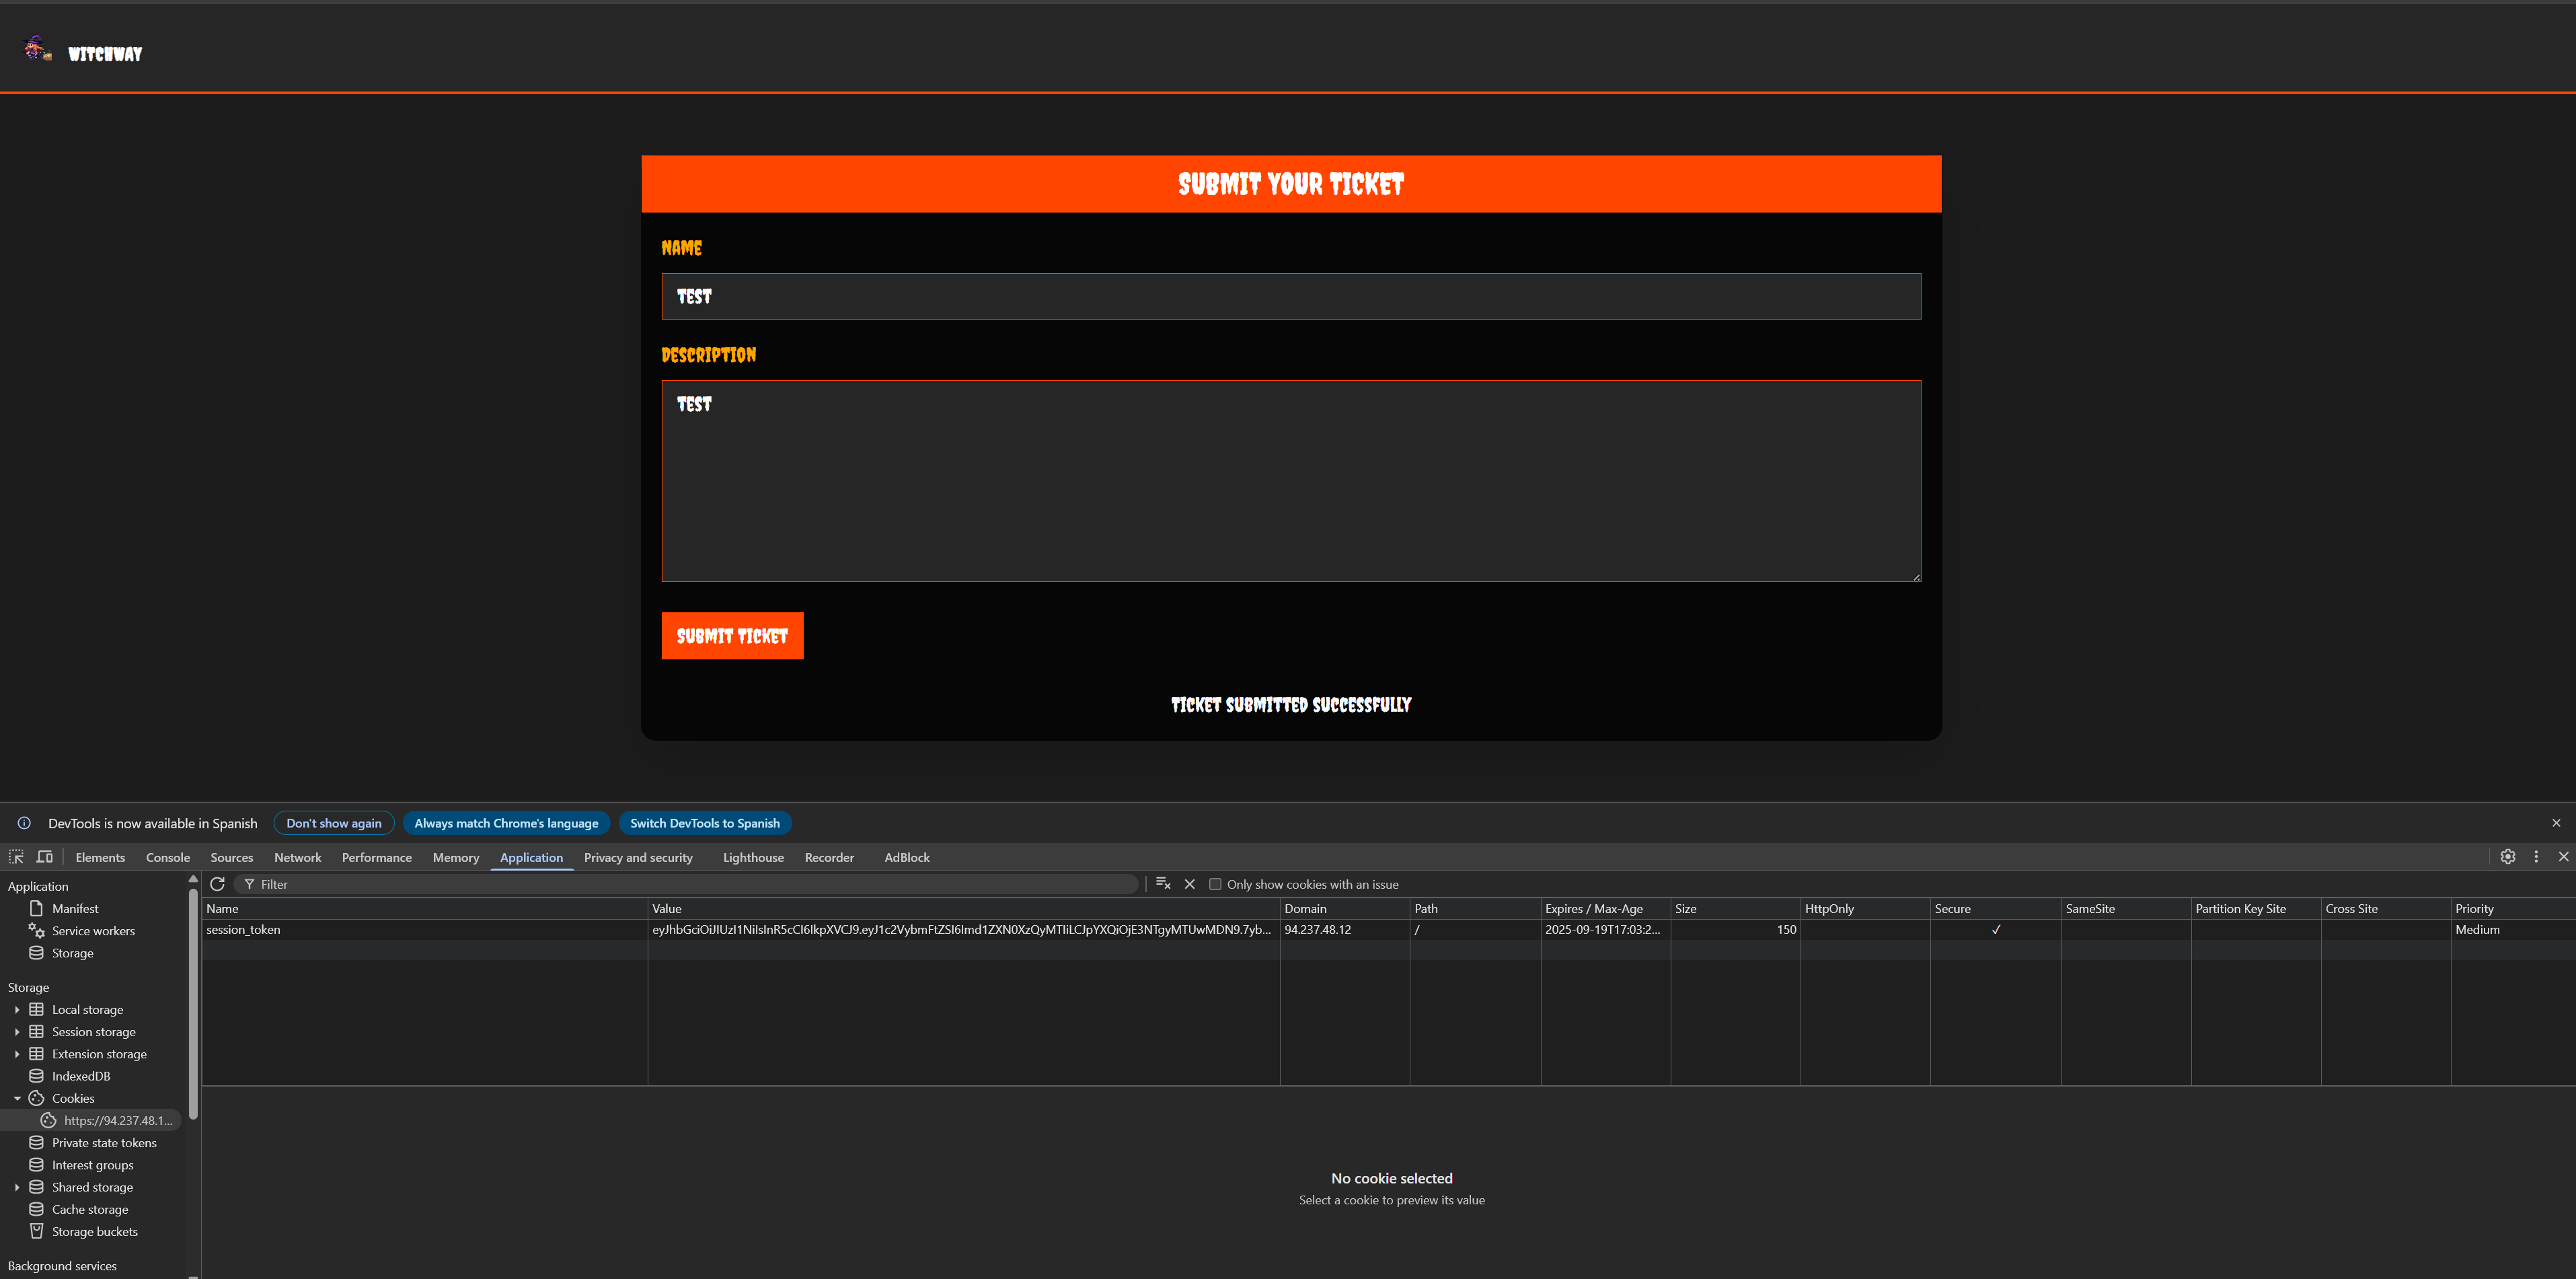 WITCHWAY
SUBMIT YOUR TICKET
NAME
TEST
DESCRIPTION
TEST
SUBMIT TICKET
TICKET SUBMITTED SUCCESSFULLY
DevTools is now available in Spanish Don't show again Always match Chrome's language Switch DevTools to Spanish
Elements Console Sources Network Performance Memory Application Privacy and security Lighthouse Recorder AdBlock
Application
Manifest
Service workers
Storage
Storage
Local storage
Session storage
Extension storage
IndexedDB
Cookies
https://94.237.48.1...
Private state tokens
Interest groups
Shared storage
Cache storage
Storage buckets
Background services
Filter Only show cookies with an issue
Name Value Domain Path Expires / Max-Age Size HttpOnly Secure SameSite Partition Key Site Cross Site Priority
session_token eyJhbGciOiJIUzI1NiIsInR5cCI6IkpXVCJ9.eyJ1c2VybmFtZSI6Imd1ZXN0XzQyMTIiLCJpYXQiOjE3NTgyMTUwMDN9.7yb... 94.237.48.12 / 2025-09-19T17:03:2... 150 ✓ Medium
No cookie selected
Select a cookie to preview its value